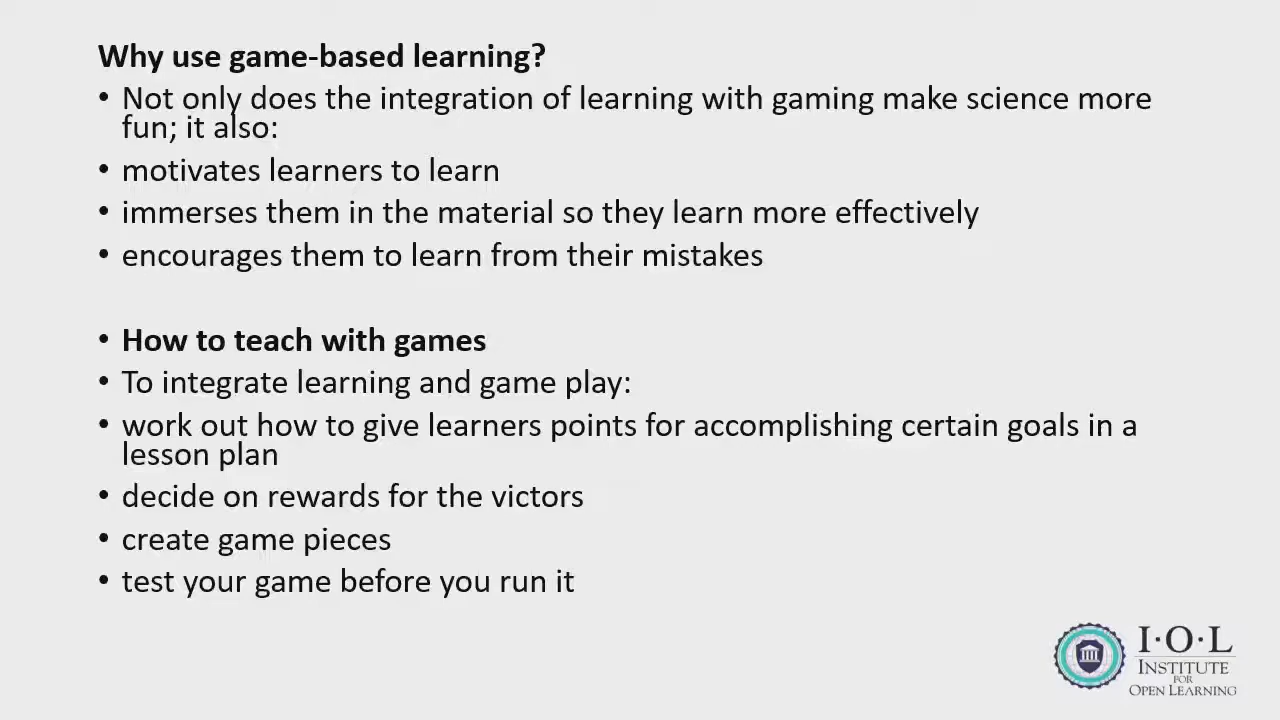 Why use game-based learning?
• Not only does the integration of learning with gaming make science more
fun; it also:
• motivates learners to learn
• immerses them in the material so they learn more effectively
• encourages them to learn from their mistakes
• How to teach with games
• To integrate learning and game play:
• work out how to give learners points for accomplishing certain goals in a
lesson plan
• decide on rewards for the victors
• create game pieces
• test your game before you run it
I·O·L
INSTITUTE
FOR
OPEN LEARNING